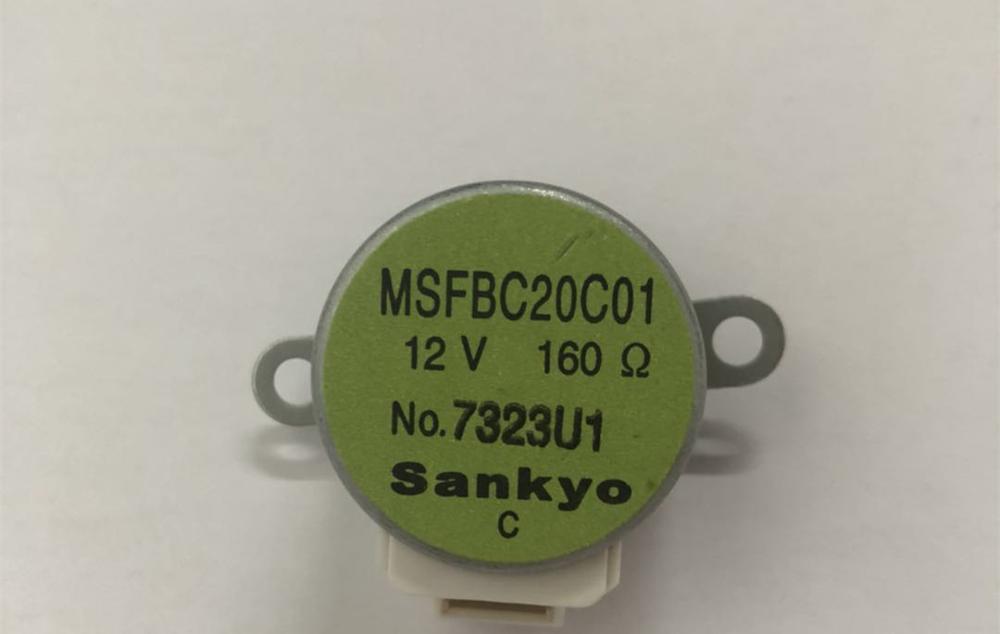 MSFBC20C01
12 V 160 Ω
No. 7323U1
Sankyo
C